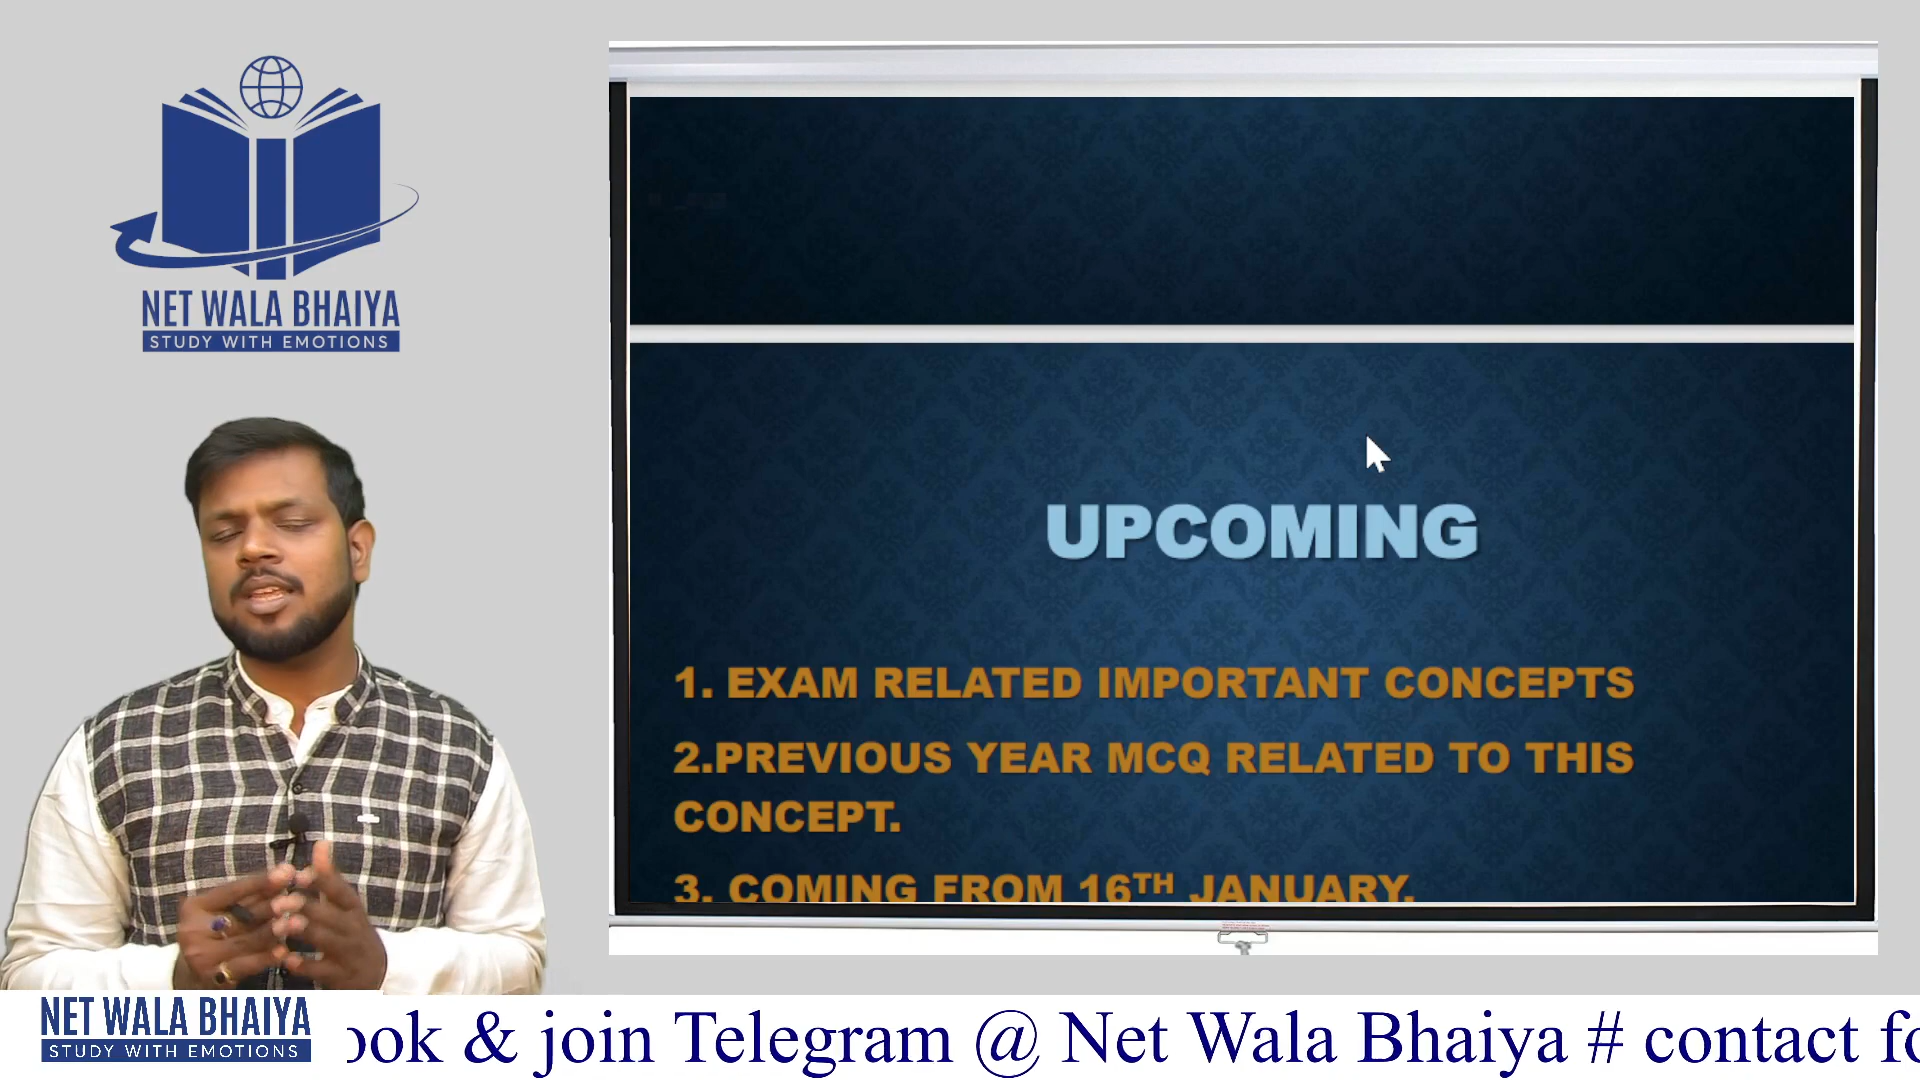 NET WALA BHAIYA
STUDY WITH EMOTIONS
UPCOMING
1. EXAM RELATED IMPORTANT CONCEPTS
2.PREVIOUS YEAR MCQ RELATED TO THIS
CONCEPT.
3. COMING FROM 16TH JANUARY.
NET WALA BHAIYA
STUDY WITH EMOTIONS
ook & join Telegram @ Net Wala Bhaiya # contact fo